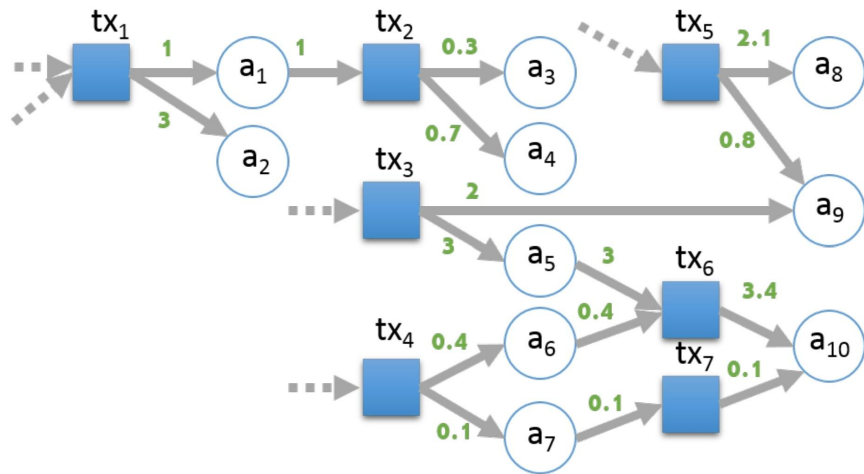 tx₁ tx₂ tx₅
1 1 0.3 2.1
a₁ a₃ a₈
3 0.7 0.8
a₂ a₄
tx₃ 2
a₉
3 a₅ 3 tx₆
3.4
tx₄ 0.4 a₆ 0.4
a₁₀
tx₇
0.1 a₇ 0.1 0.1